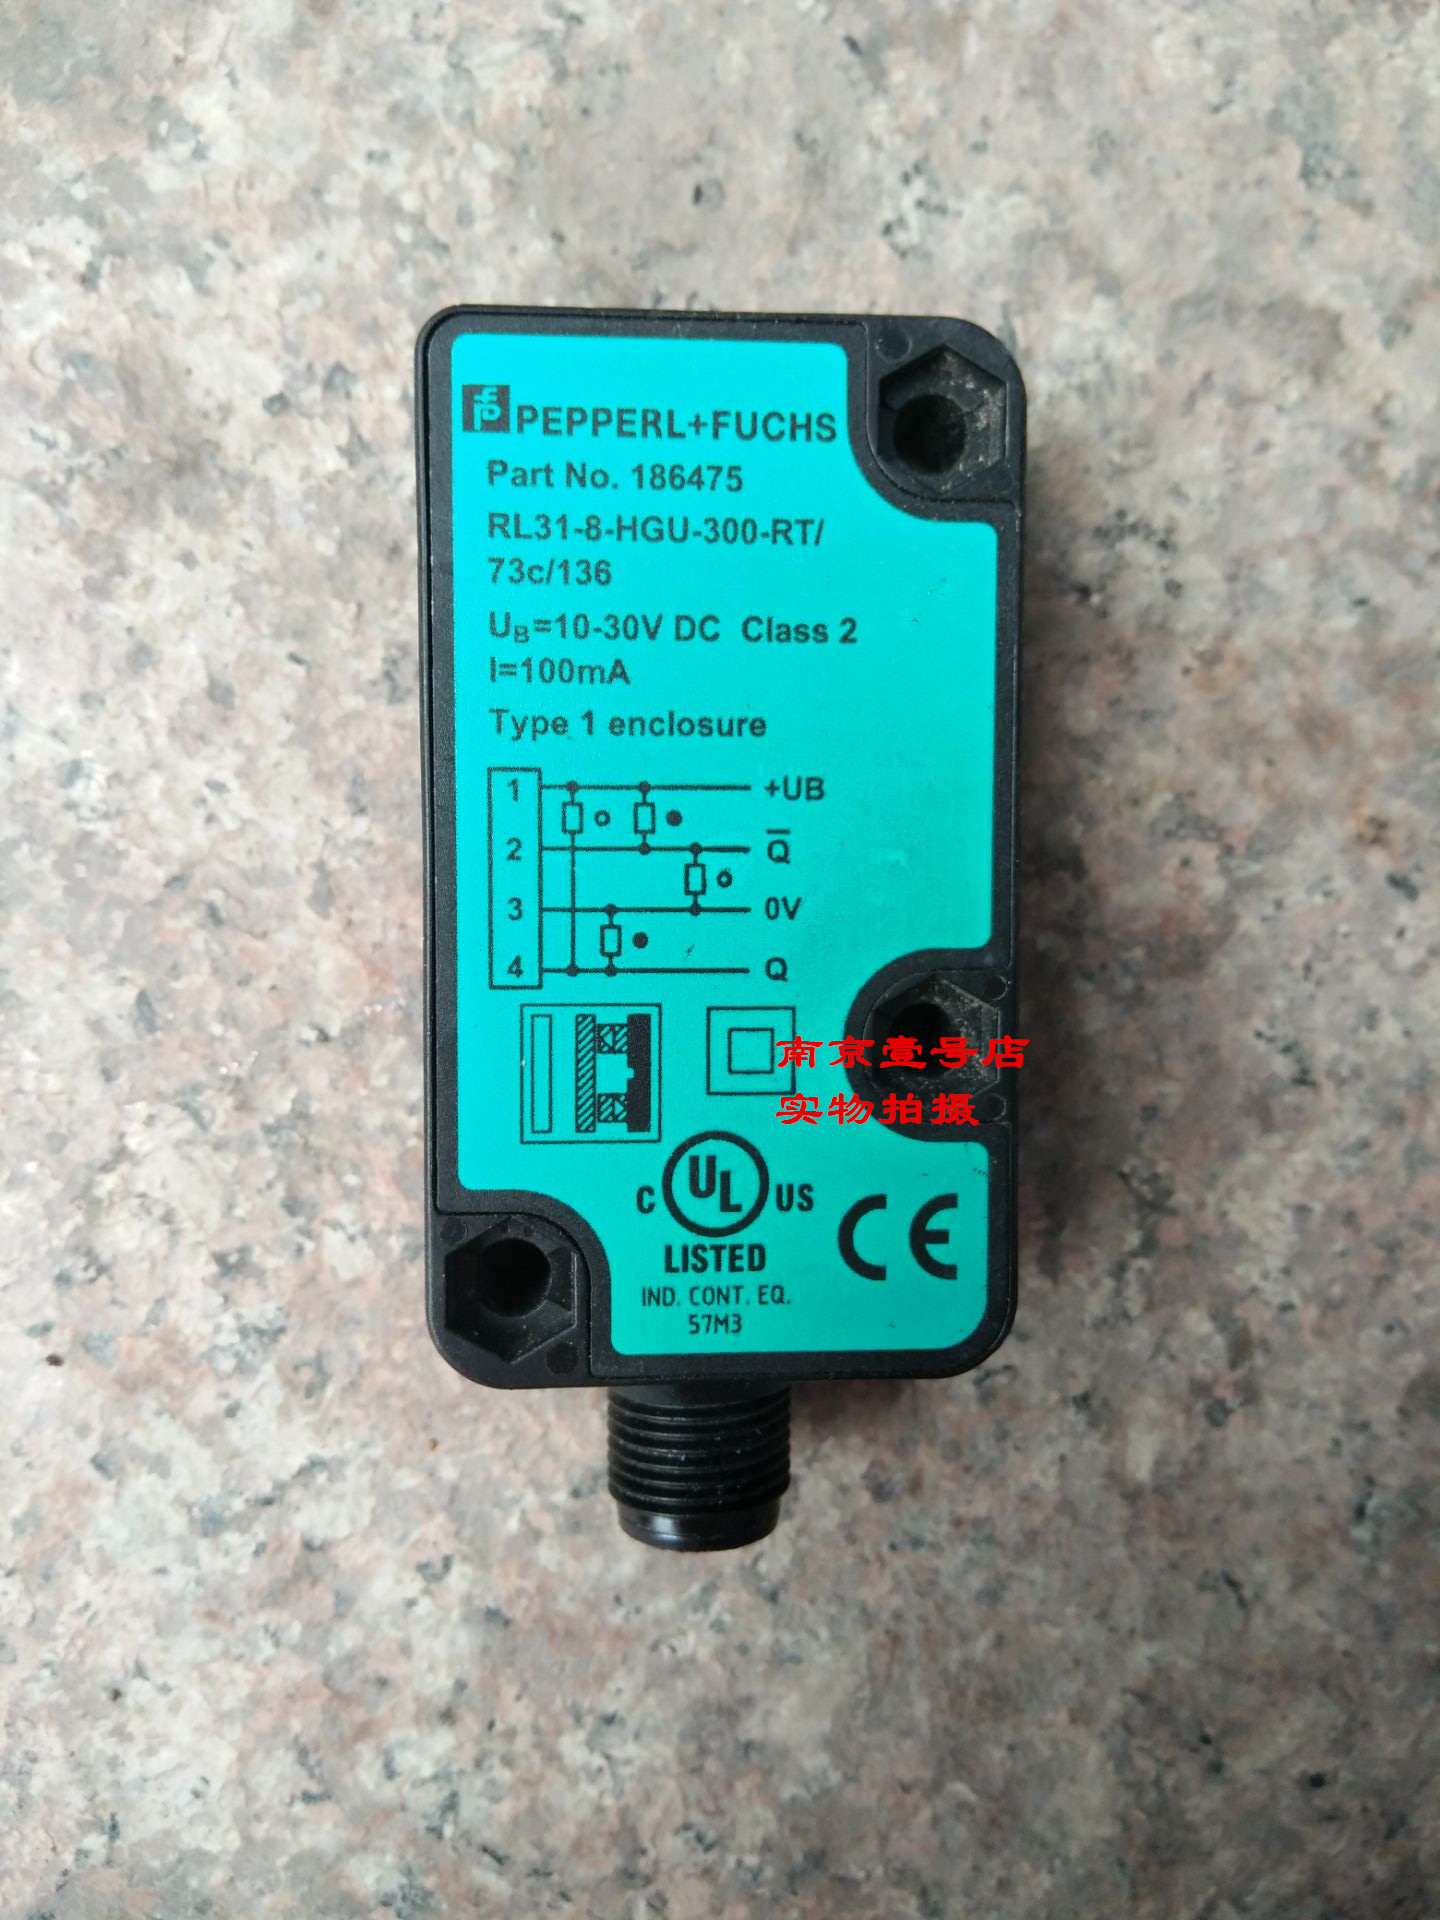 PEPPERL+FUCHS
Part No. 186475
RL31-8-HGU-300-RT/
73c/136
UB=10-30V DC Class 2
I=100mA
Type 1 enclosure
1 +UB
2 Q̅
3 0V
4 Q
南京壹号店
实物拍摄
C UL US
LISTED
CE
IND. CONT. EQ.
57M3